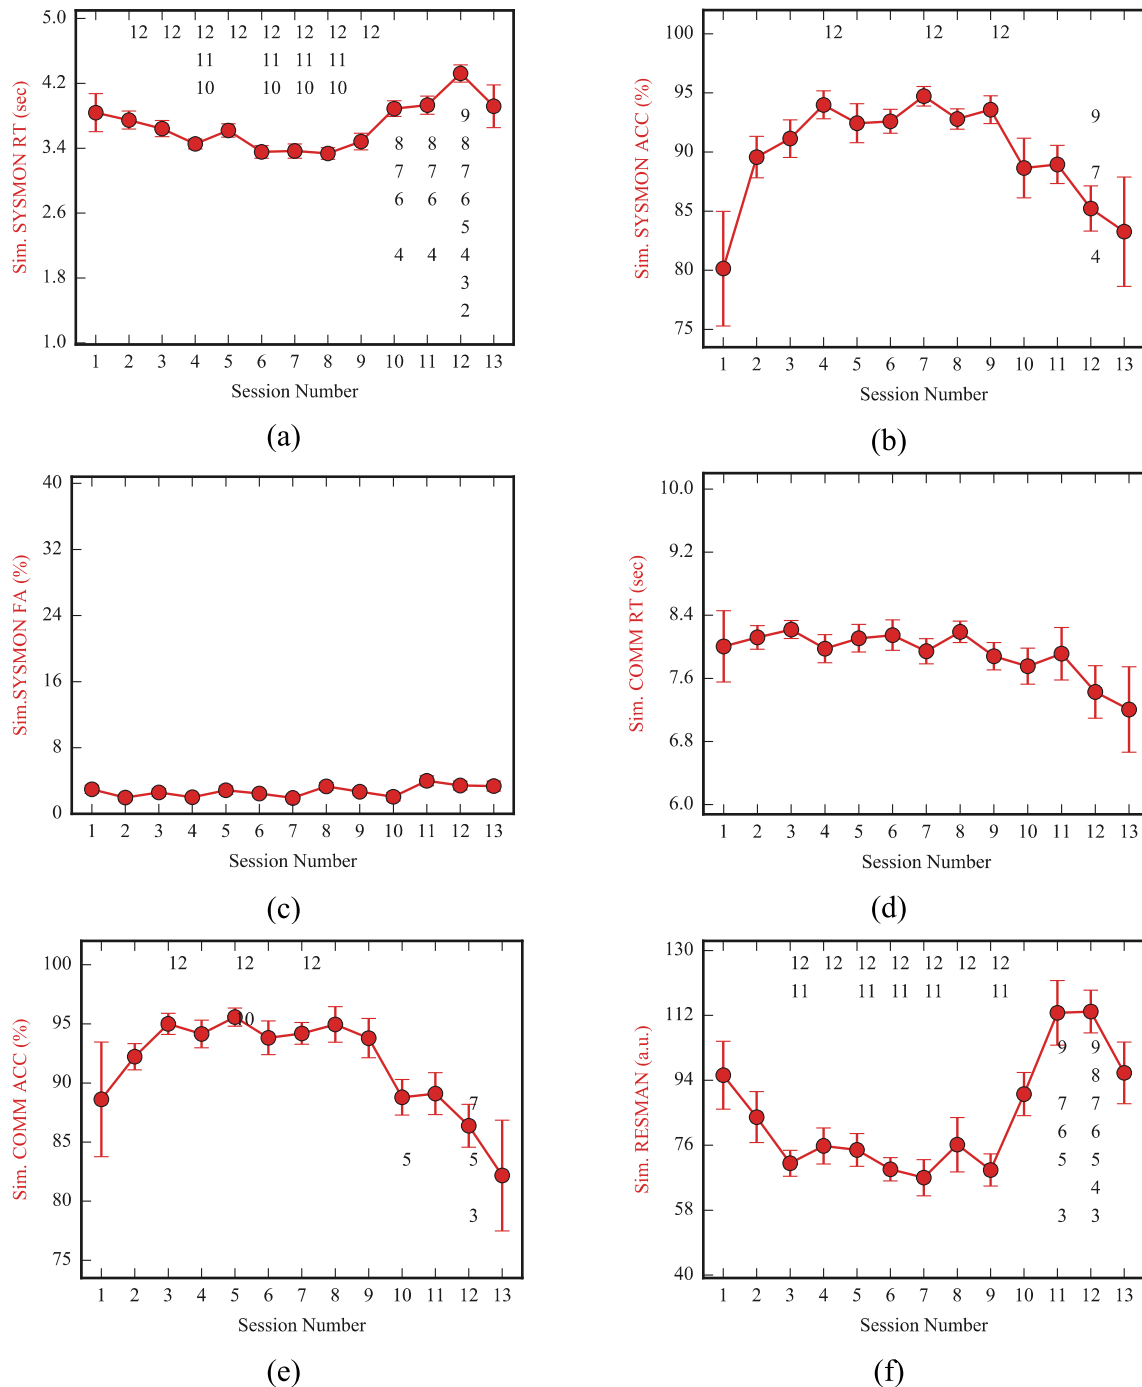 5.0
4.2
3.4
2.6
1.8
1.0
Sim. SYSMON RT (sec)
12 12 12 12 12 12 12 12
11 11 11 11
10 10 10 10
9
8 8 8
7 7 7
6 6 6
5
4 4 4
3
2
1 2 3 4 5 6 7 8 9 10 11 12 13
Session Number
(a)
100
95
90
85
80
75
Sim. SYSMON ACC (%)
12 12 12
9
7
4
1 2 3 4 5 6 7 8 9 10 11 12 13
Session Number
(b)
40
32
24
16
8
0
Sim.SYSMON FA (%)
1 2 3 4 5 6 7 8 9 10 11 12 13
Session Number
(c)
10.0
9.2
8.4
7.6
6.8
6.0
Sim. COMM RT (sec)
1 2 3 4 5 6 7 8 9 10 11 12 13
Session Number
(d)
100
95
90
85
80
75
Sim. COMM ACC (%)
12 12 12
10
7
5 5
3
1 2 3 4 5 6 7 8 9 10 11 12 13
Session Number
(e)
130
112
94
76
58
40
Sim. RESMAN (a.u.)
12 12 12 12 12 12 12
11 11 11 11 11
9 9
8
7 7
6 6
5 5
4
3 3
1 2 3 4 5 6 7 8 9 10 11 12 13
Session Number
(f)